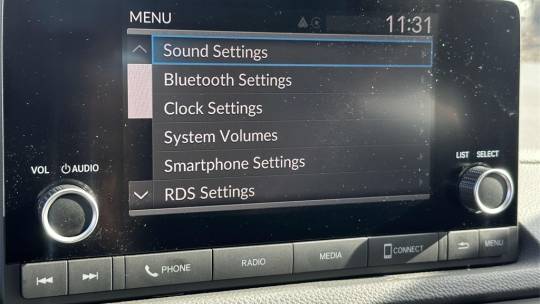 MENU 11:31
Sound Settings
Bluetooth Settings
Clock Settings
System Volumes
Smartphone Settings
RDS Settings
VOL AUDIO
LIST SELECT
PHONE RADIO MEDIA CONNECT MENU